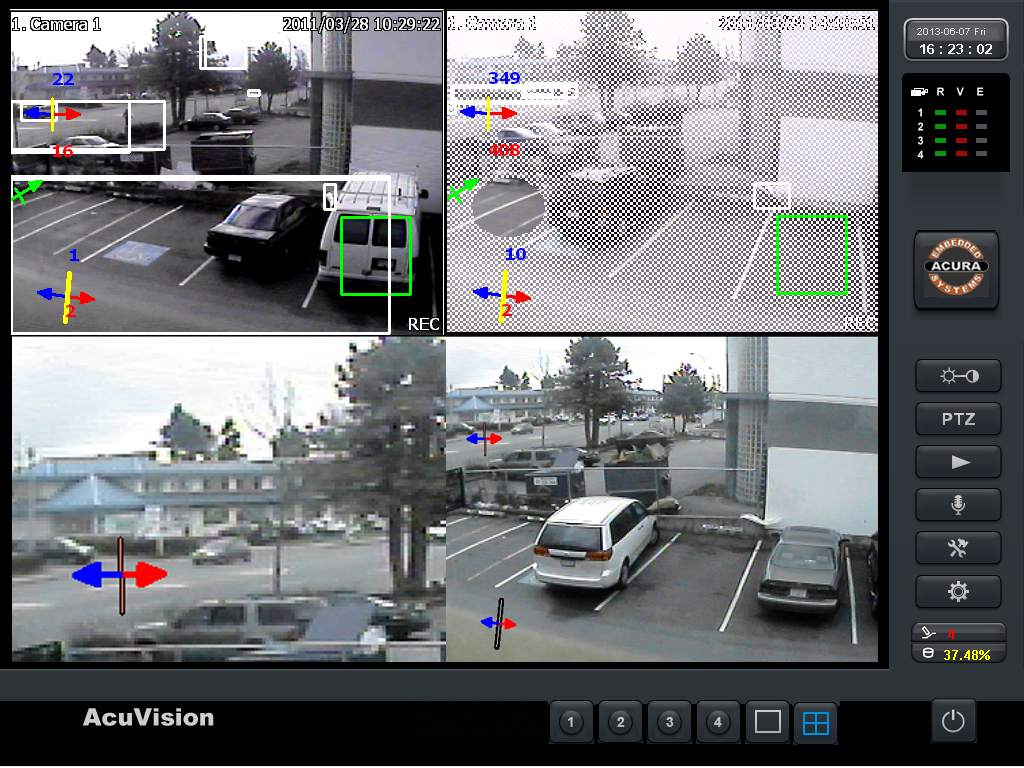 1. Camera 1
2011/03/28 10:29:22
22
16
1
2
REC
1. Camera 1
349
408
10
2
REC
2013-06-07 Fri
16 : 23 : 02
R V E
1
2
3
4
EMBEDDED
ACURA
SYSTEMS
PTZ
4
37.48%
AcuVision
1 2 3 4